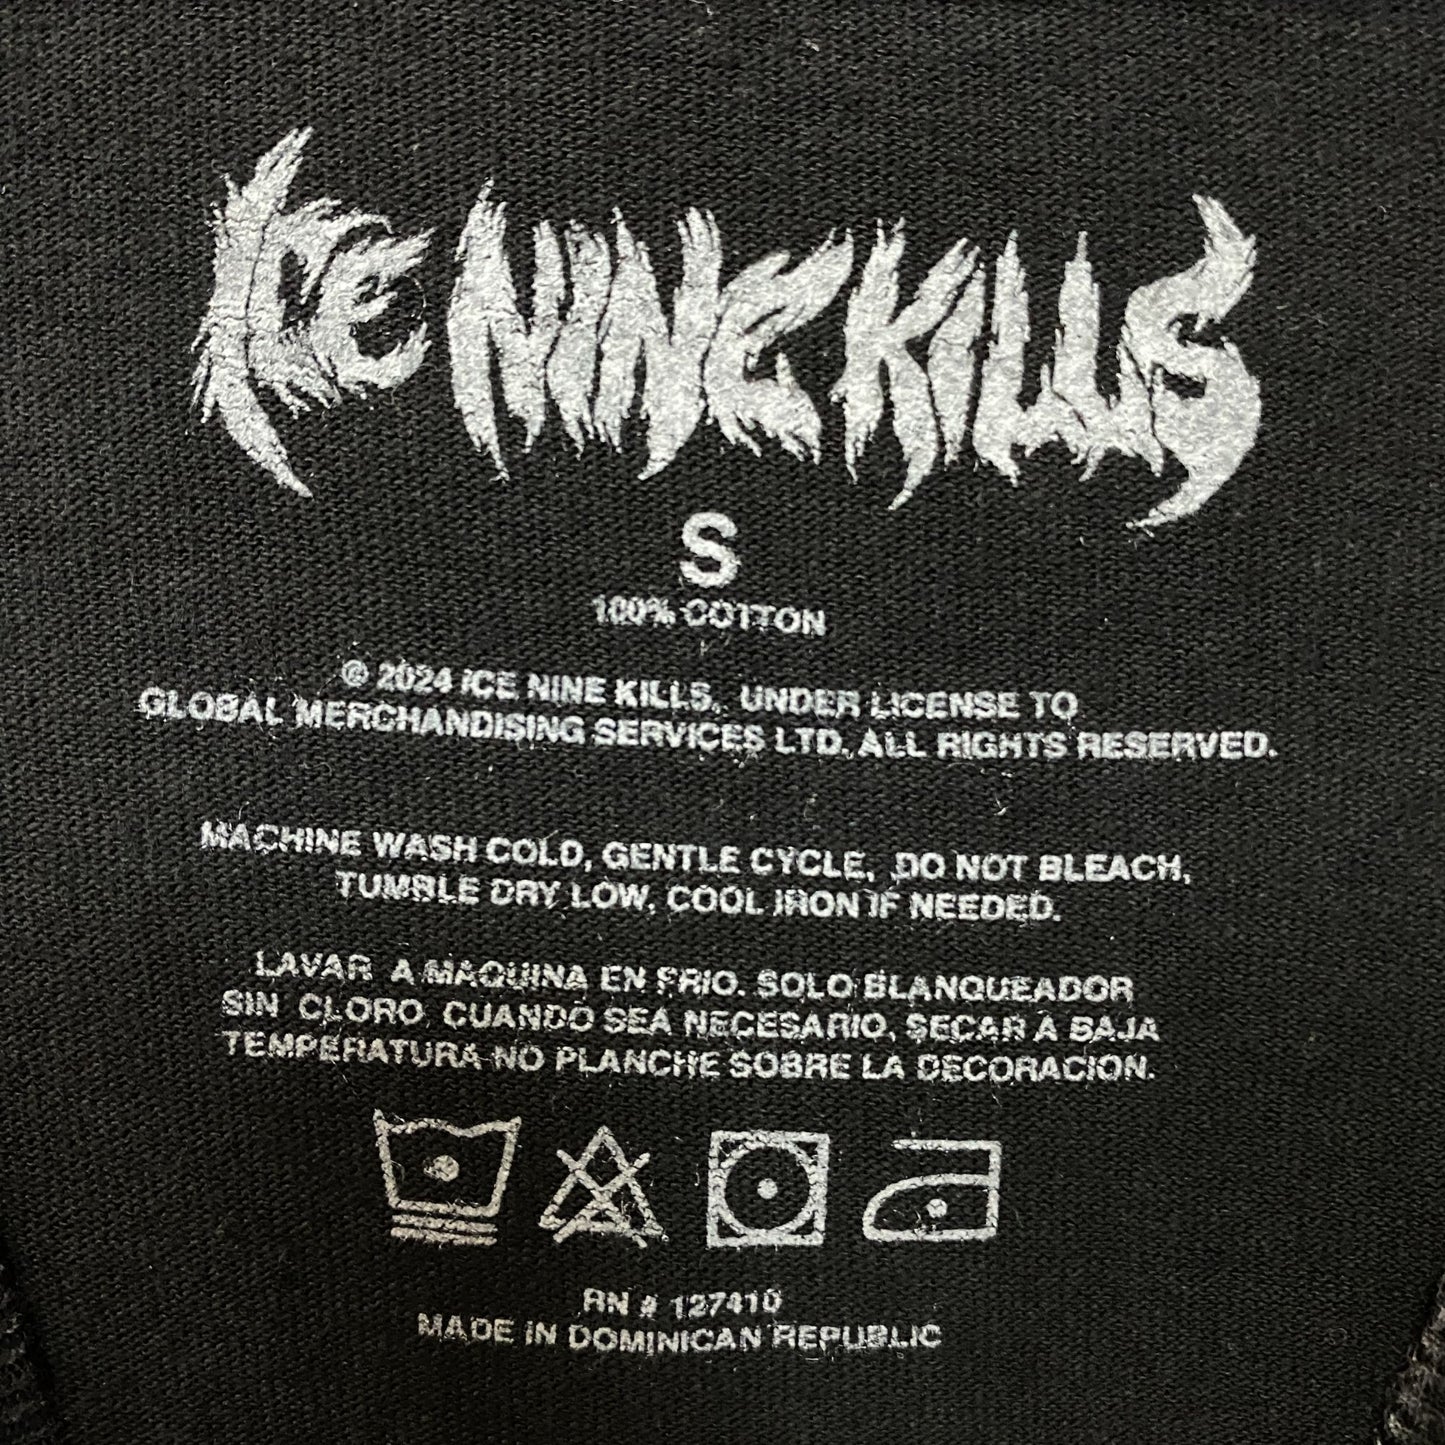 ICE NINE KILLS
S
100% COTTON
© 2024 ICE NINE KILLS, UNDER LICENSE TO
GLOBAL MERCHANDISING SERVICES LTD. ALL RIGHTS RESERVED.
MACHINE WASH COLD, GENTLE CYCLE, DO NOT BLEACH,
TUMBLE DRY LOW, COOL IRON IF NEEDED.
LAVAR A MAQUINA EN FRIO. SOLO BLANQUEADOR
SIN CLORO CUANDO SEA NECESARIO, SECAR A BAJA
TEMPERATURA NO PLANCHE SOBRE LA DECORACION.
RN # 127410
MADE IN DOMINICAN REPUBLIC